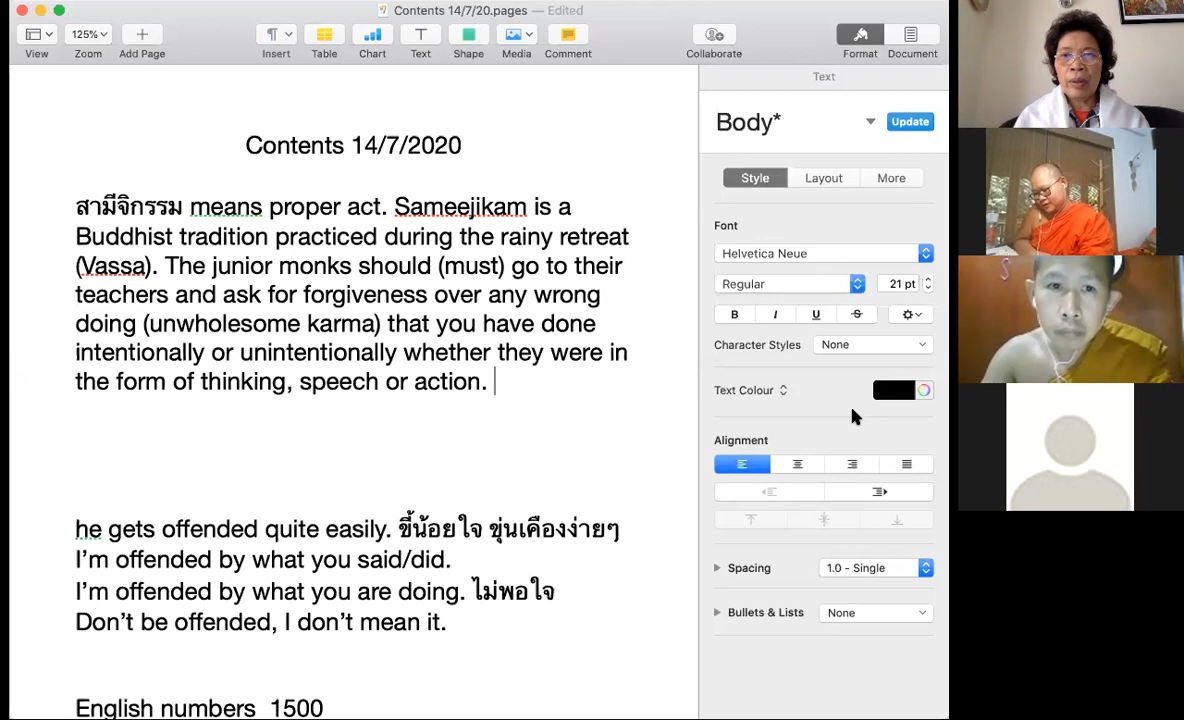 Contents 14/7/20.pages — Edited
View
125%
Zoom
Add Page
Insert
Table
Chart
Text
Shape
Media
Comment
Collaborate
Format
Document
Text
Body*
Update
Style
Layout
More
Font
Helvetica Neue
Regular
21 pt
B
I
U
S
Character Styles
None
Text Colour
Alignment
Spacing
1.0 - Single
Bullets & Lists
None
Contents 14/7/2020
สามีจิกรรม means proper act. Sameejikam is a
Buddhist tradition practiced during the rainy retreat
(Vassa). The junior monks should (must) go to their
teachers and ask for forgiveness over any wrong
doing (unwholesome karma) that you have done
intentionally or unintentionally whether they were in
the form of thinking, speech or action.
he gets offended quite easily. ขี้น้อยใจ ขุ่นเคืองง่ายๆ
I'm offended by what you said/did.
I'm offended by what you are doing. ไม่พอใจ
Don't be offended, I don't mean it.
English numbers 1500